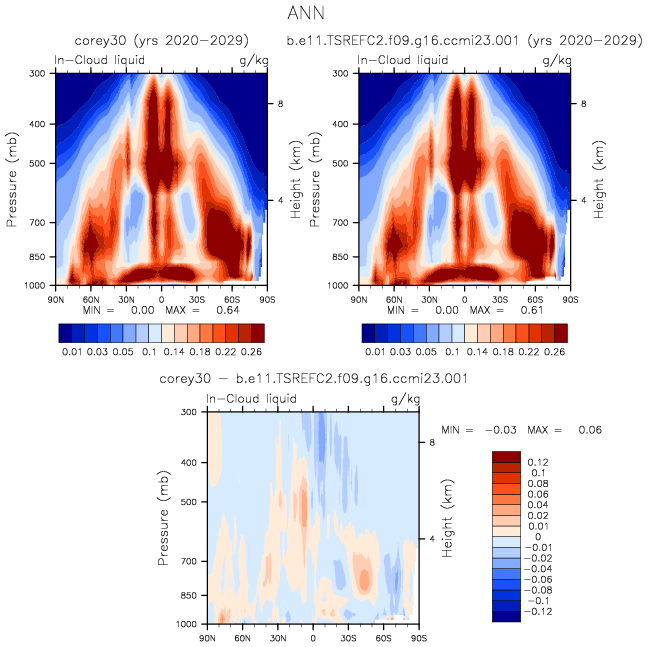 ANN
corey30 (yrs 2020-2029)
In-Cloud liquid g/kg
300
400
500
700
850
1000
Pressure (mb)
8
4
Height (km)
90N 60N 30N 0 30S 60S 90S
MIN = 0.00 MAX = 0.64
0.01 0.03 0.05 0.1 0.14 0.18 0.22 0.26
b.e11.TSREFC2.f09.g16.ccmi23.001 (yrs 2020-2029)
In-Cloud liquid g/kg
300
400
500
700
850
1000
Pressure (mb)
8
4
Height (km)
90N 60N 30N 0 30S 60S 90S
MIN = 0.00 MAX = 0.61
0.01 0.03 0.05 0.1 0.14 0.18 0.22 0.26
corey30 - b.e11.TSREFC2.f09.g16.ccmi23.001
In-Cloud liquid g/kg
300
400
500
700
850
1000
Pressure (mb)
8
4
Height (km)
90N 60N 30N 0 30S 60S 90S
MIN = -0.03 MAX = 0.06
0.12
0.1
0.08
0.06
0.04
0.02
0.01
0
-0.01
-0.02
-0.04
-0.06
-0.08
-0.1
-0.12